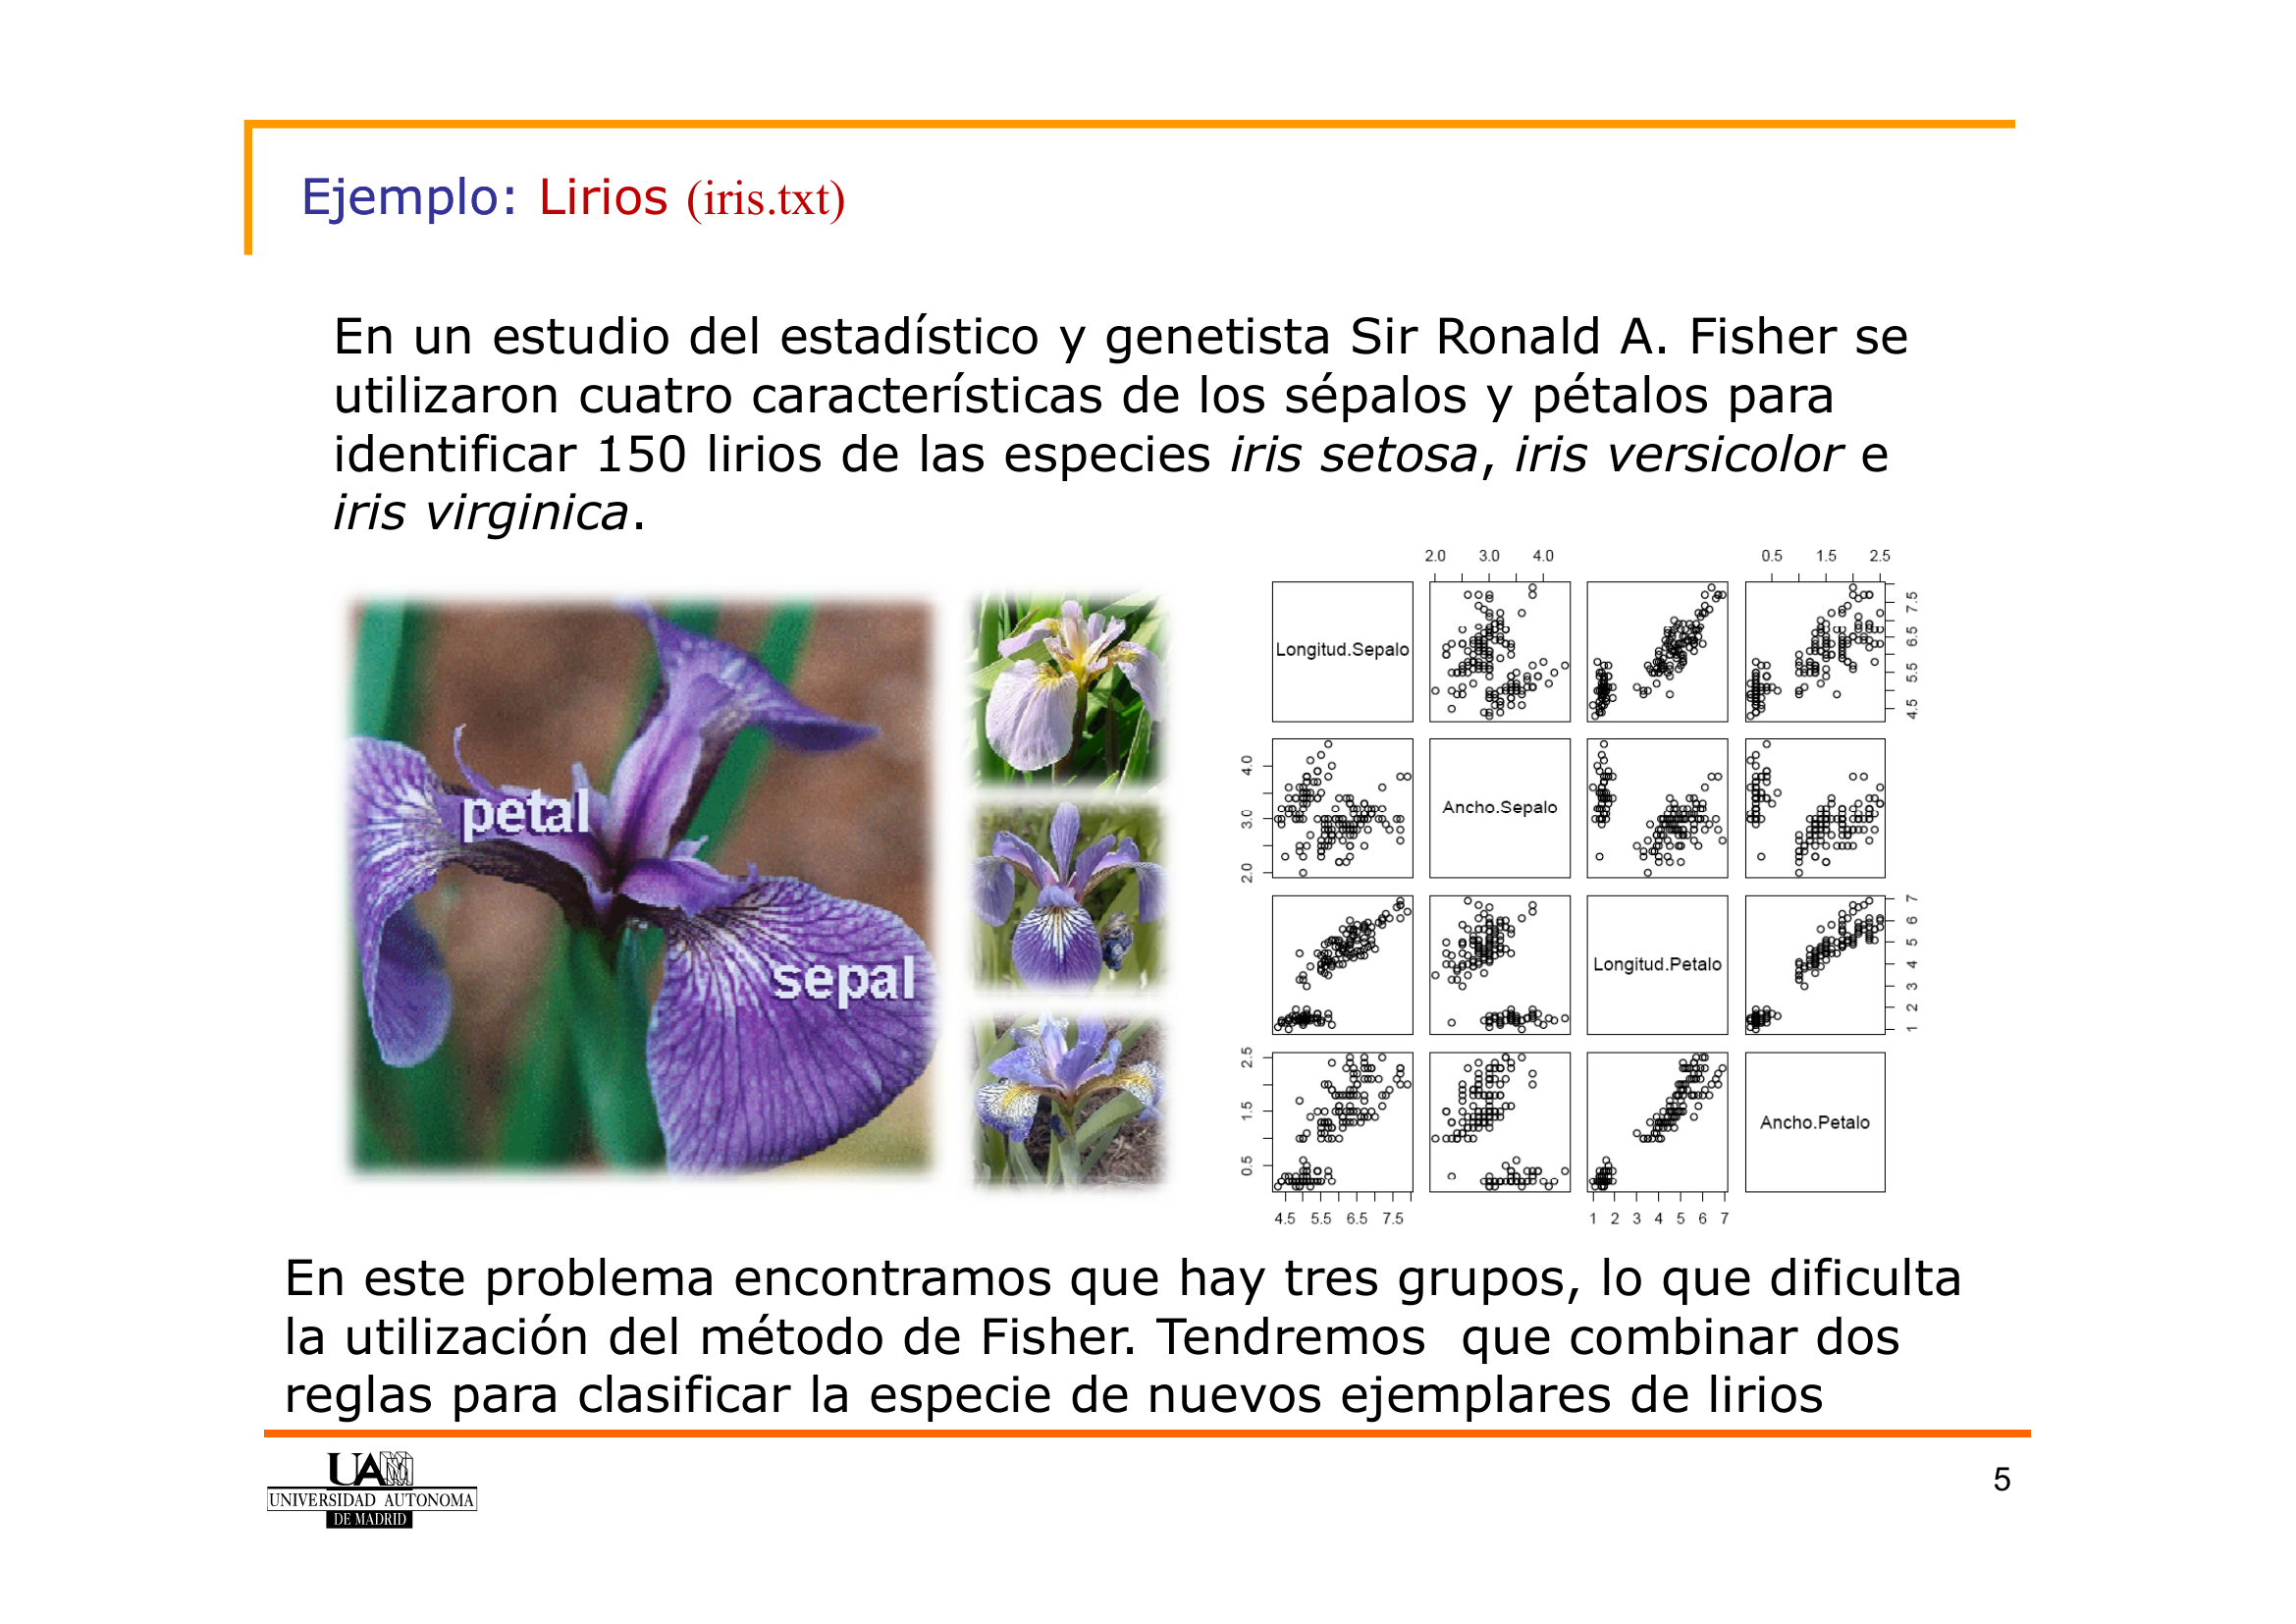 Ejemplo: Lirios (iris.txt)
En un estudio del estadístico y genetista Sir Ronald A. Fisher se
utilizaron cuatro características de los sépalos y pétalos para
identificar 150 lirios de las especies iris setosa, iris versicolor e
iris virginica.
petal
sepal
2.0 3.0 4.0
0.5 1.5 2.5
Longitud.Sepalo
4.5 5.5 6.5 7.5
2.0 3.0 4.0
Ancho.Sepalo
Longitud.Petalo
1 2 3 4 5 6 7
0.5 1.5 2.5
Ancho.Petalo
4.5 5.5 6.5 7.5
1 2 3 4 5 6 7
En este problema encontramos que hay tres grupos, lo que dificulta
la utilización del método de Fisher. Tendremos  que combinar dos
reglas para clasificar la especie de nuevos ejemplares de lirios
UAM
UNIVERSIDAD AUTONOMA
DE MADRID
5